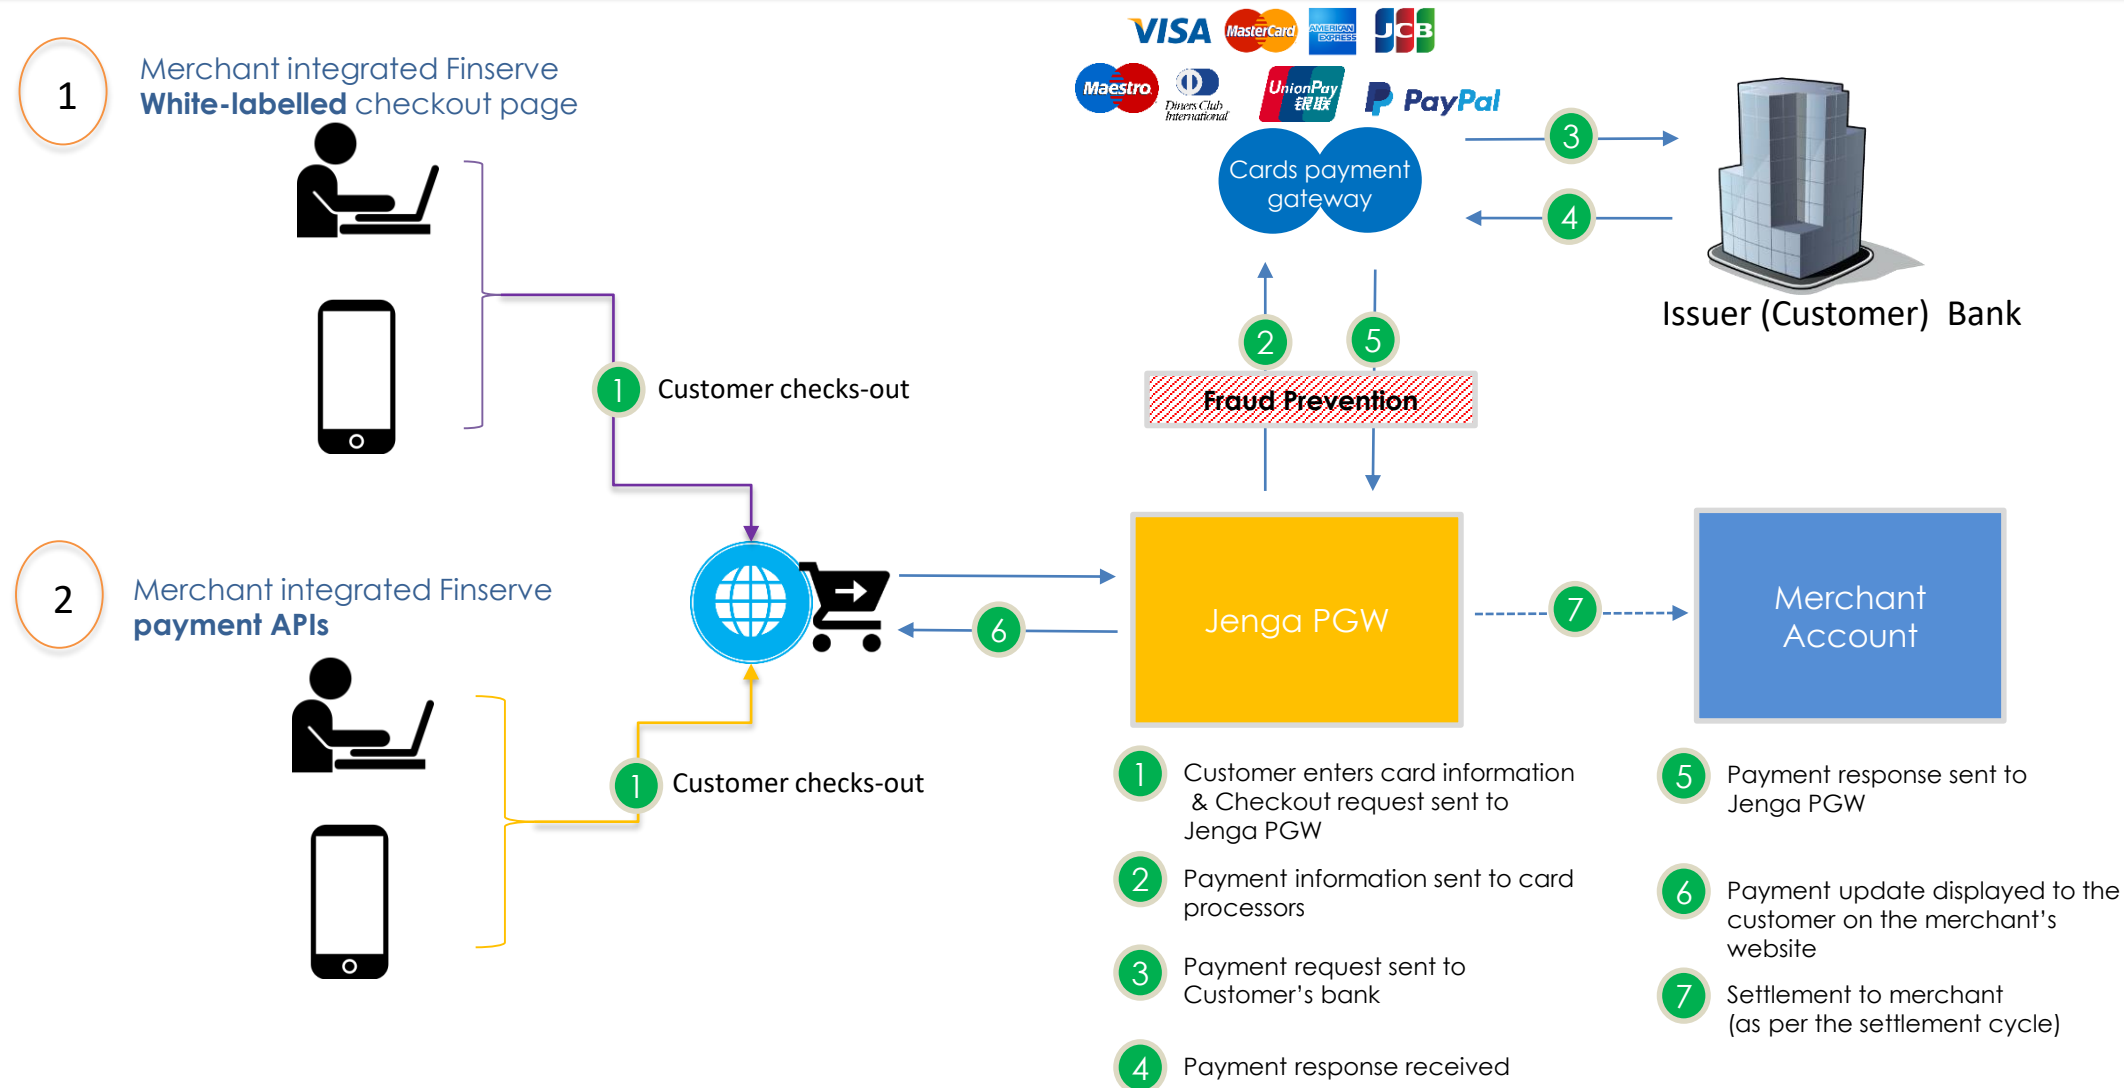 1
Merchant integrated Finserve
White-labelled checkout page
VISA
MasterCard
AMERICAN
EXPRESS
JCB
Maestro
Diners Club
International
UnionPay
银联
PayPal
Cards payment
gateway
3
4
Issuer (Customer)  Bank
2
5
Fraud Prevention
1
Customer checks-out
2
Merchant integrated Finserve
payment APIs
1
Customer checks-out
6
Jenga PGW
7
Merchant
Account
1
Customer enters card information
& Checkout request sent to
Jenga PGW
2
Payment information sent to card
processors
3
Payment request sent to
Customer’s bank
4
Payment response received
5
Payment response sent to
Jenga PGW
6
Payment update displayed to the
customer on the merchant’s
website
7
Settlement to merchant
(as per the settlement cycle)